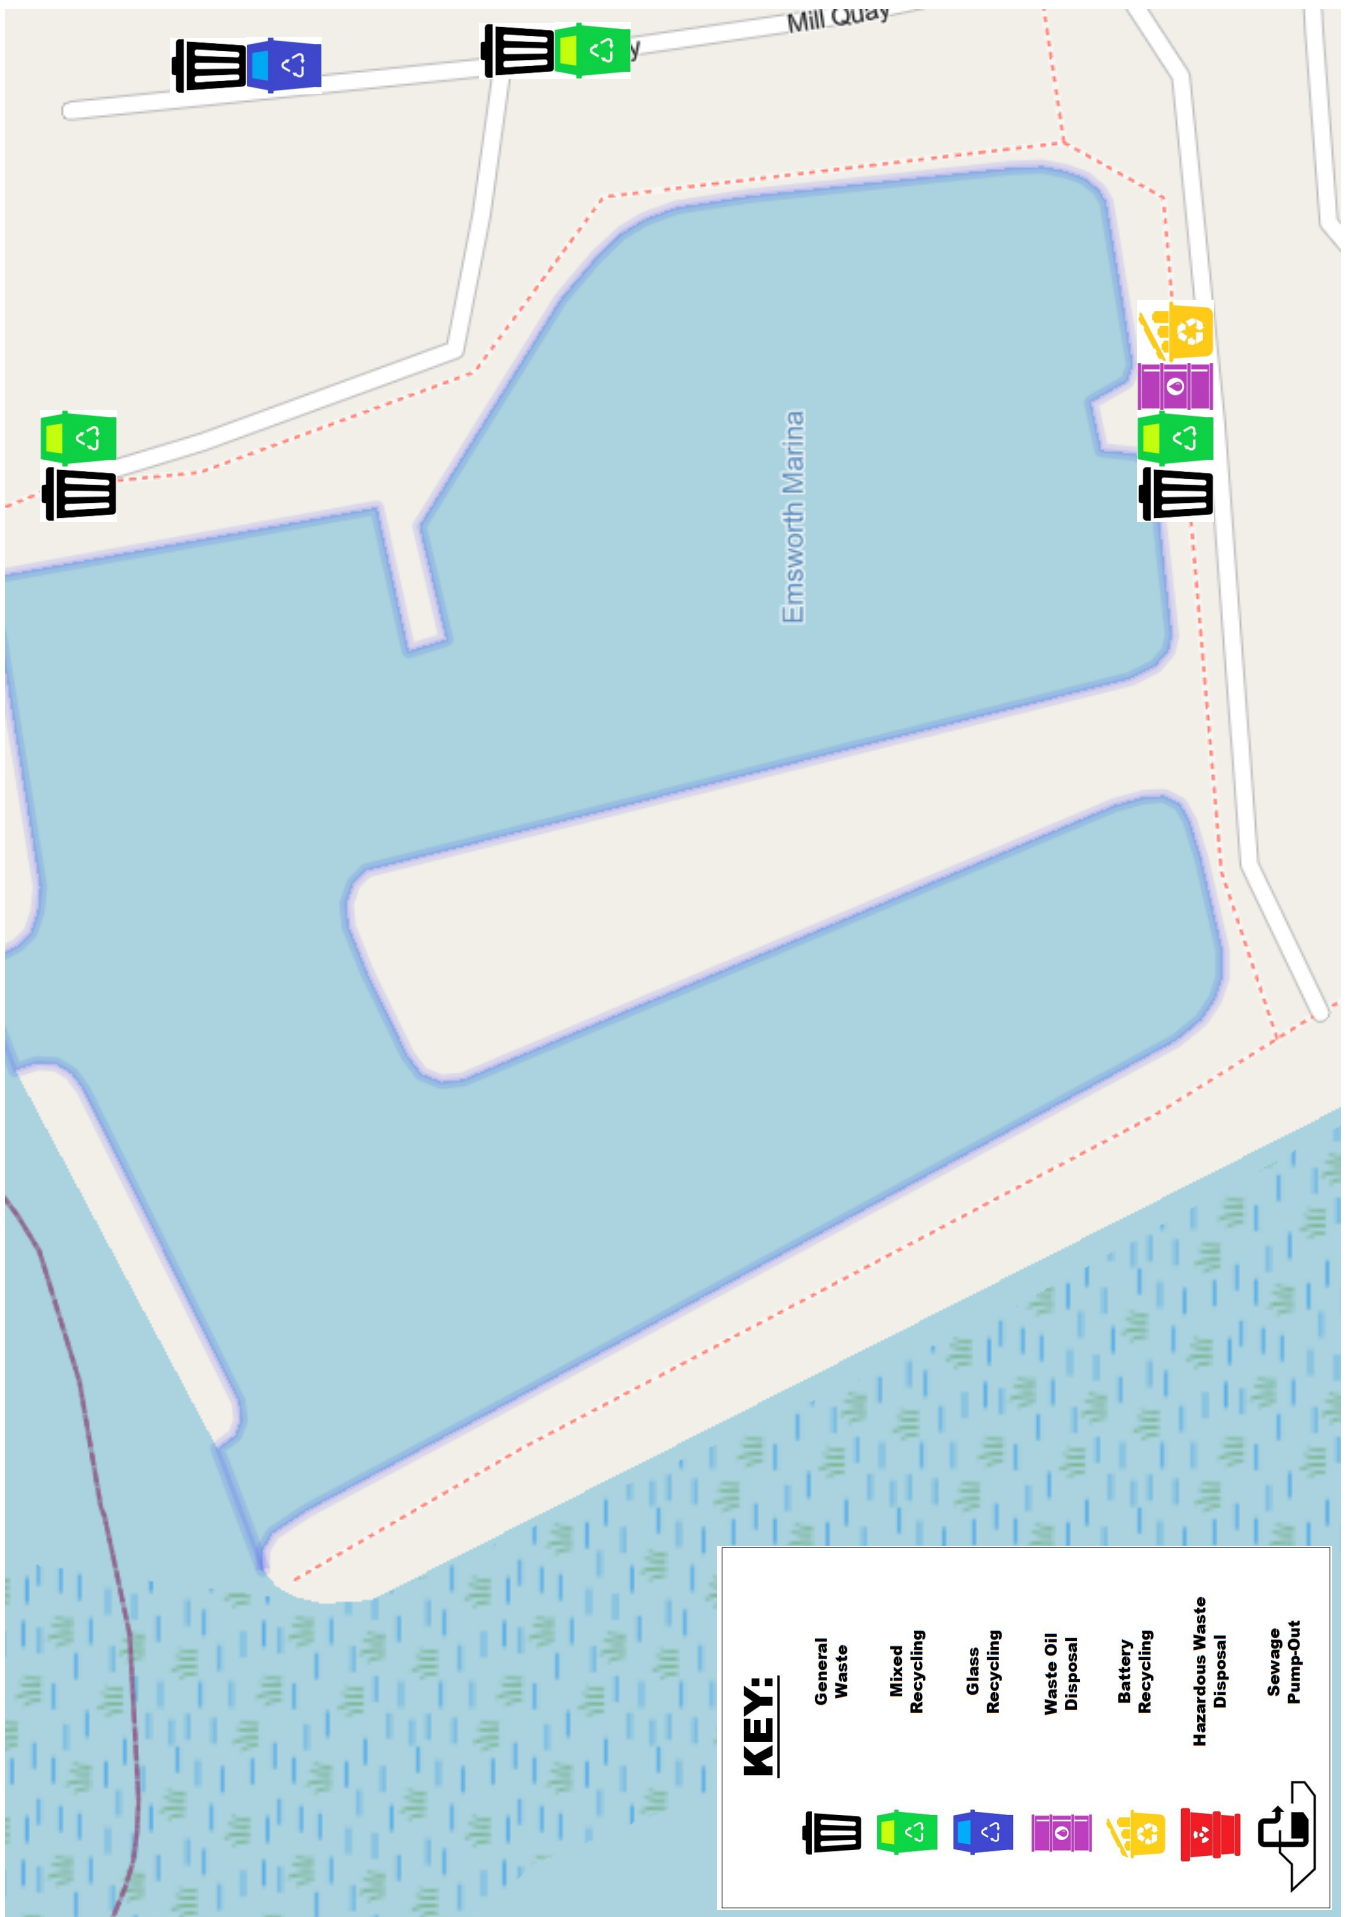 Mill Quay
y
Emsworth Marina
KEY:
General
Waste
Mixed
Recycling
Glass
Recycling
Waste Oil
Disposal
Battery
Recycling
Hazardous Waste
Disposal
Sewage
Pump-Out